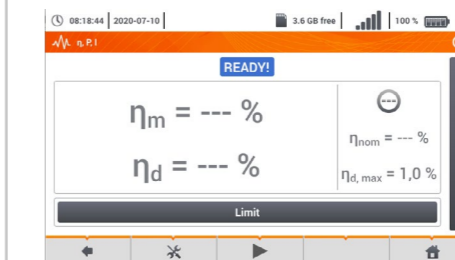 08:18:44 2020-07-10 3.6 GB free 100 %
η, P, I
READY!
ηm = --- %
---
ηnom = --- %
ηd = --- %
ηd, max = 1,0 %
Limit